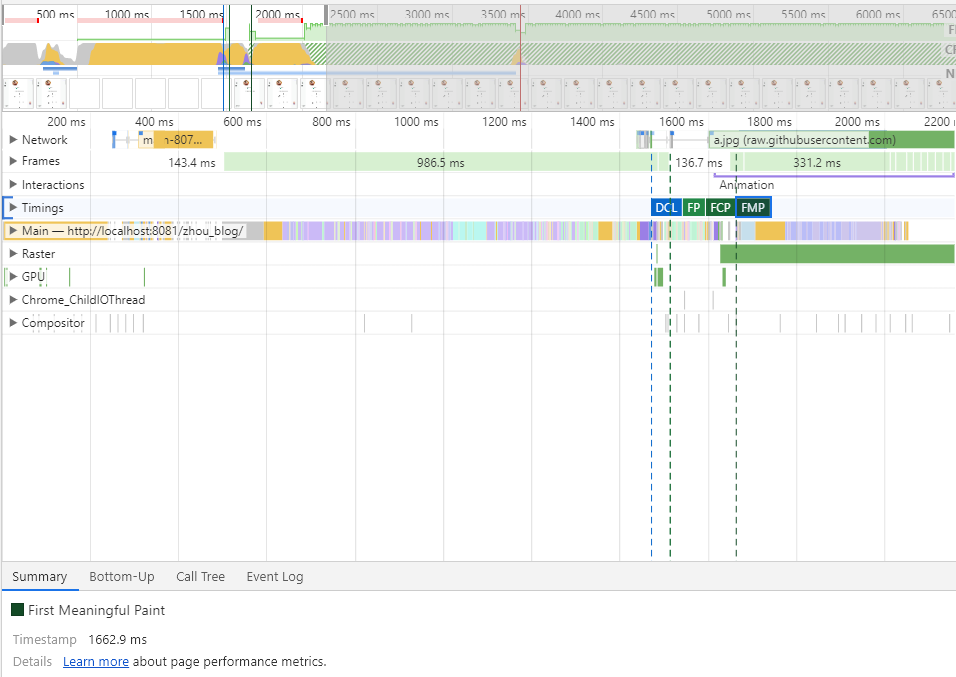 500 ms 1000 ms 1500 ms 2000 ms 2500 ms 3000 ms 3500 ms 4000 ms 4500 ms 5000 ms 5500 ms 6000 ms 6500
200 ms 400 ms 600 ms 800 ms 1000 ms 1200 ms 1400 ms 1600 ms 1800 ms 2000 ms 2200
Network m n-807... a.jpg (raw.githubusercontent.com)
Frames 143.4 ms 986.5 ms 136.7 ms 331.2 ms
Interactions Animation
Timings DCL FP FCP FMP
Main — http://localhost:8081/zhou_blog/
Raster
GPU
Chrome_ChildIOThread
Compositor
Summary Bottom-Up Call Tree Event Log
First Meaningful Paint
Timestamp 1662.9 ms
Details Learn more about page performance metrics.